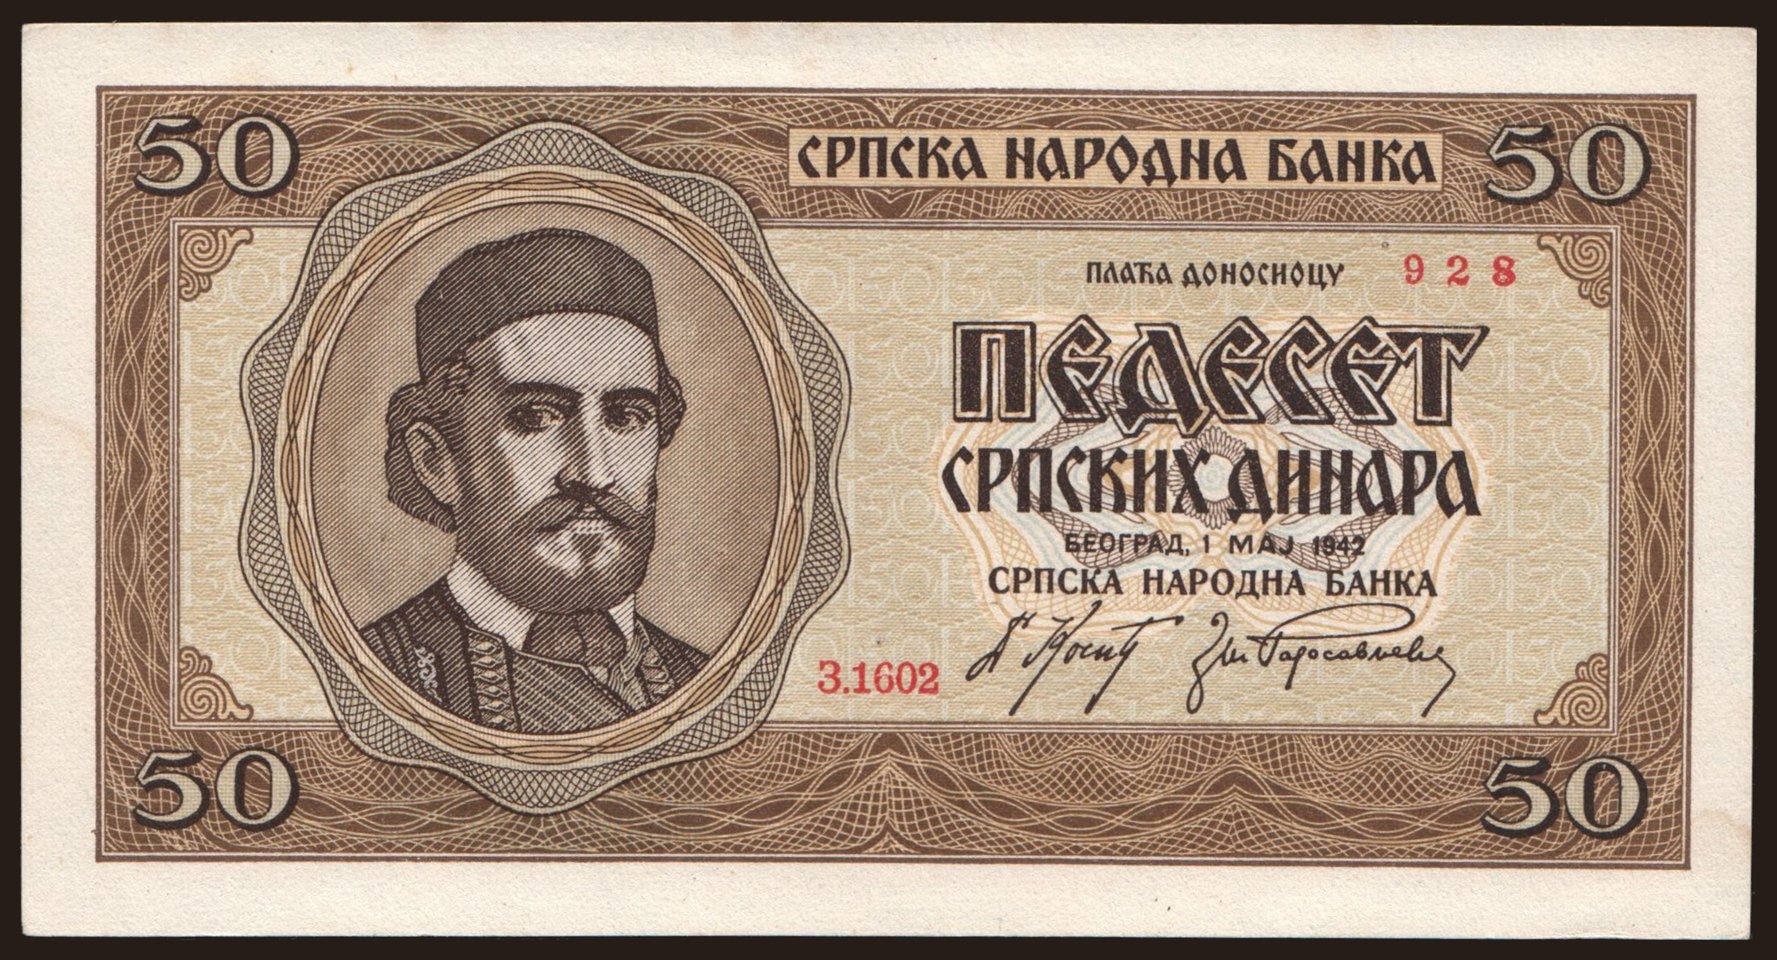 50 СРПСКА НАРОДНА БАНКА 50
ПЛАЋА ДОНОСИОЦУ 928
ПЕДЕСЕТ
СРПСКИХ ДИНАРА
БЕОГРАД, 1 МАЈ 1942
СРПСКА НАРОДНА БАНКА
З.1602
50 50